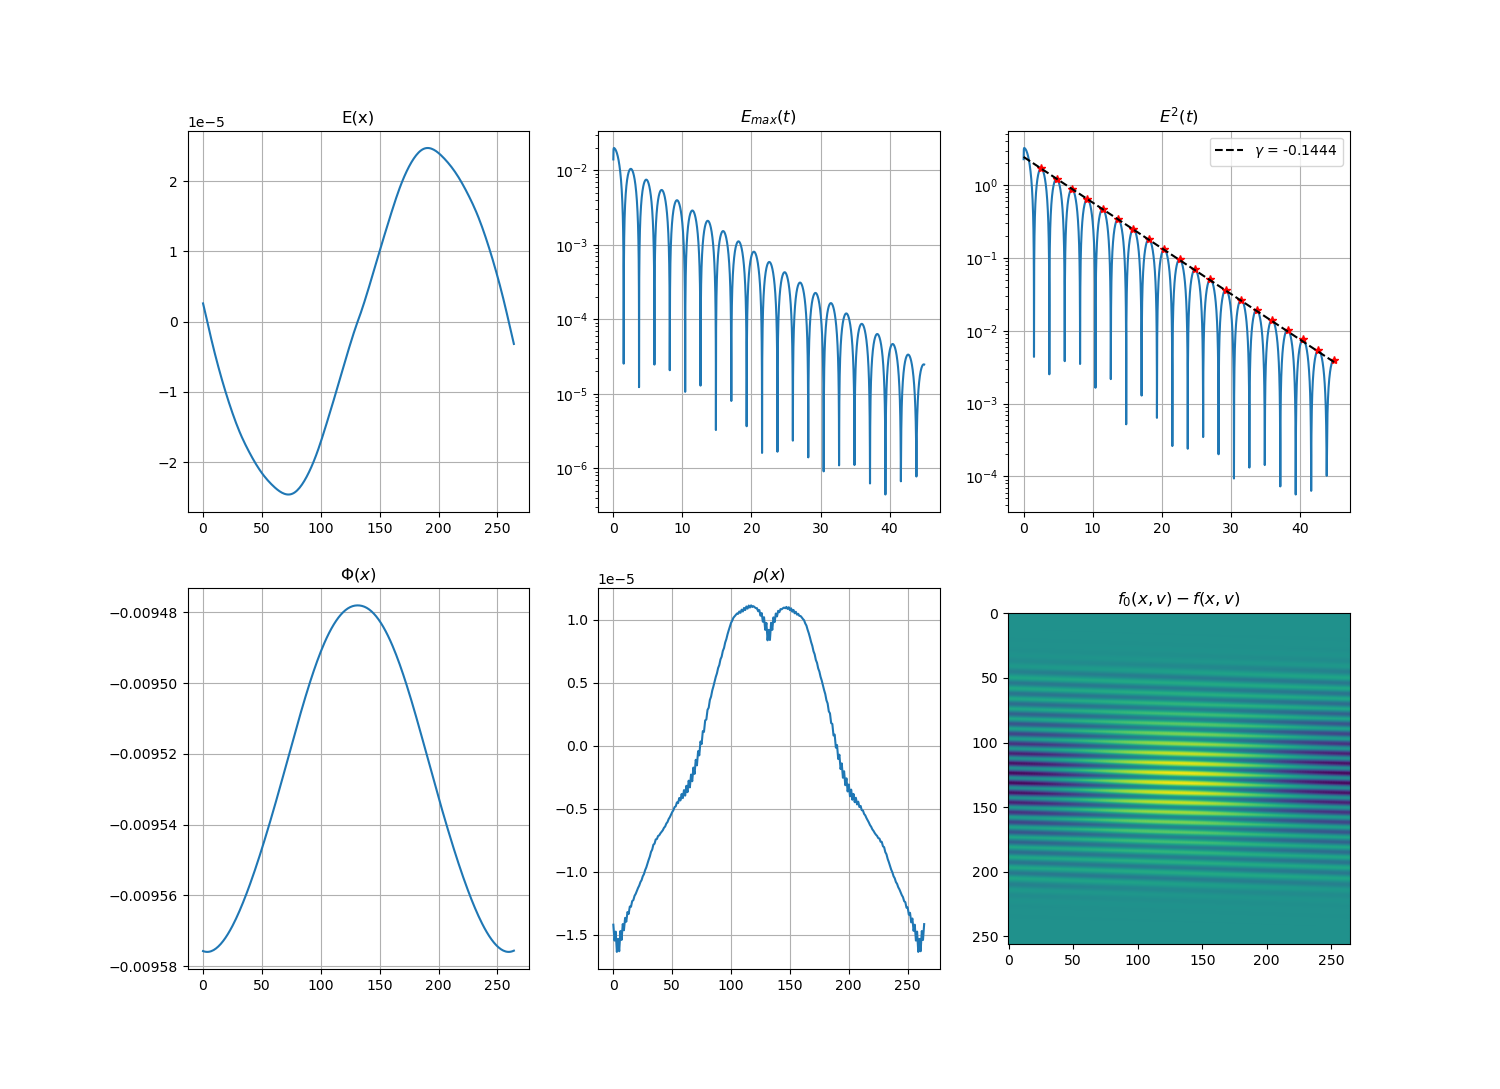 E(x)
1e−5
2
1
0
−1
−2
0 50 100 150 200 250
E_max(t)
10⁻²
10⁻³
10⁻⁴
10⁻⁵
10⁻⁶
0 10 20 30 40
E²(t)
γ = -0.1444
10⁰
10⁻¹
10⁻²
10⁻³
10⁻⁴
0 10 20 30 40
Φ(x)
−0.00948
−0.00950
−0.00952
−0.00954
−0.00956
−0.00958
0 50 100 150 200 250
ρ(x)
1e−5
1.0
0.5
0.0
−0.5
−1.0
−1.5
0 50 100 150 200 250
f₀(x, v) − f(x, v)
0
50
100
150
200
250
0 50 100 150 200 250